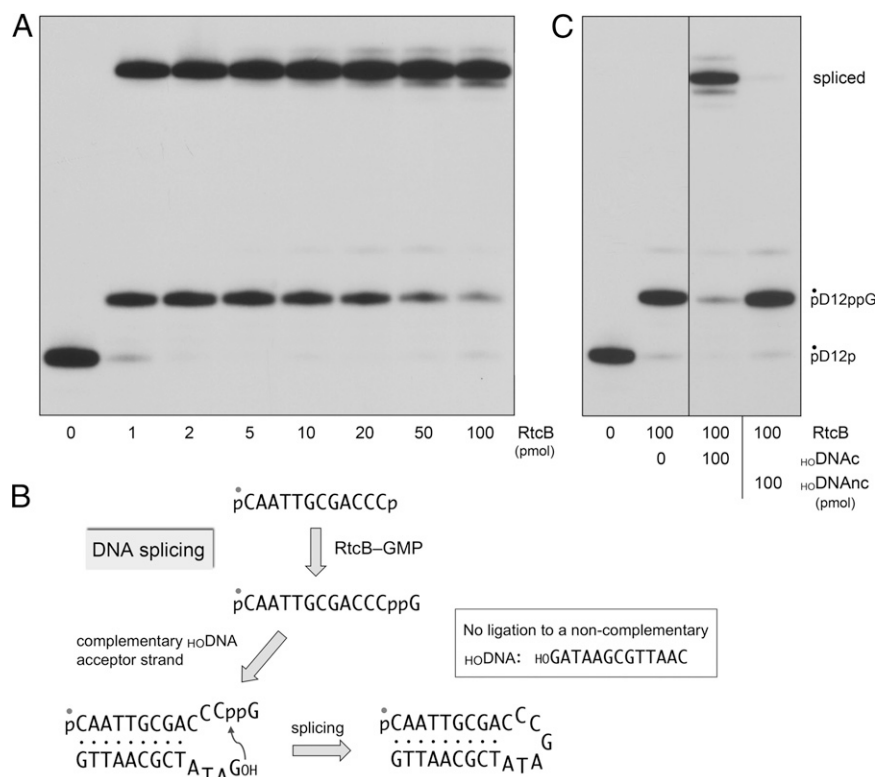 A
C
spliced
pD12ppG
pD12p
0 1 2 5 10 20 50 100 RtcB
(pmol)
0 100 100 100 RtcB
0 100 HODNAc
100 HODNAnc
(pmol)
B
pCAATTGCGACCCp
DNA splicing
RtcB–GMP
pCAATTGCGACCCppG
complementary HODNA
acceptor strand
No ligation to a non-complementary
HODNA: HOGATAAGCGTTAAC
pCAATTGCGACCCppG
GTTAACGCTATAGOH
splicing
pCAATTGCGACCCG
GTTAACGCTATA